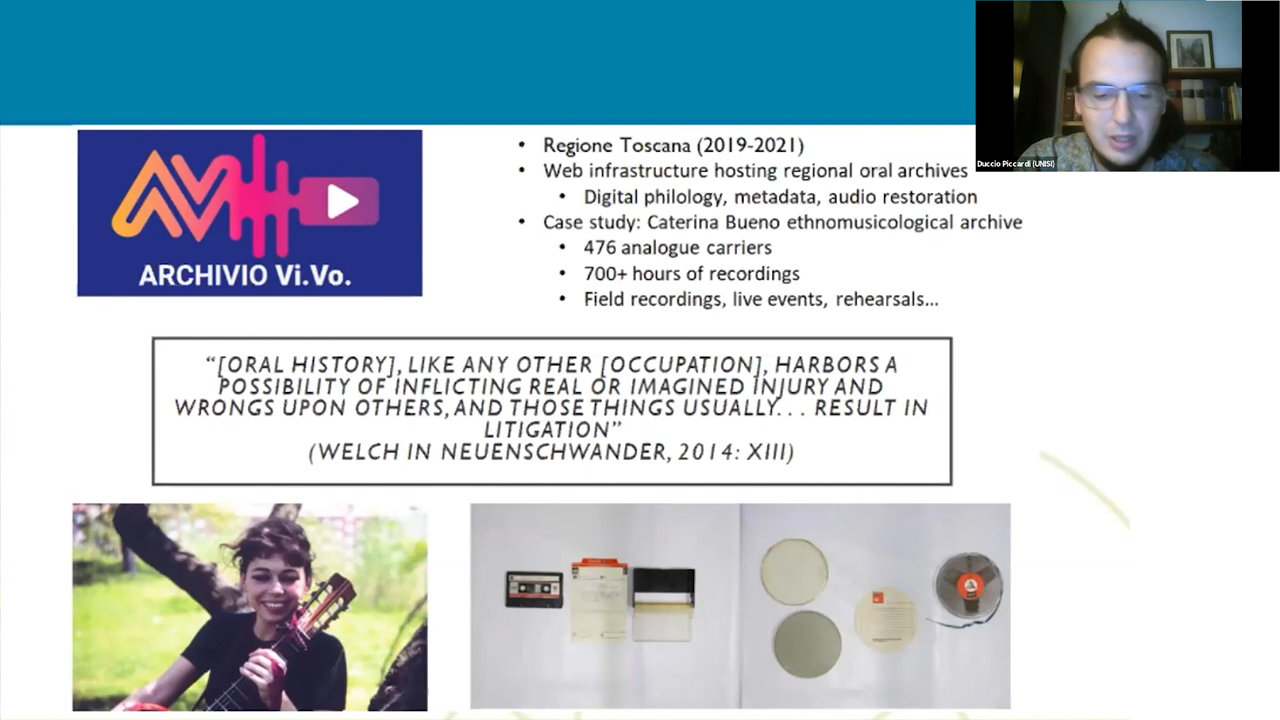 Duccio Piccardi (UNISI)
ARCHIVIO Vi.Vo.
• Regione Toscana (2019-2021)
• Web infrastructure hosting regional oral archives
• Digital philology, metadata, audio restoration
• Case study: Caterina Bueno ethnomusicological archive
• 476 analogue carriers
• 700+ hours of recordings
• Field recordings, live events, rehearsals...
“[ORAL HISTORY], LIKE ANY OTHER [OCCUPATION], HARBORS A
POSSIBILITY OF INFLICTING REAL OR IMAGINED INJURY AND
WRONGS UPON OTHERS, AND THOSE THINGS USUALLY. . . RESULT IN
LITIGATION”
(WELCH IN NEUENSCHWANDER, 2014: XIII)